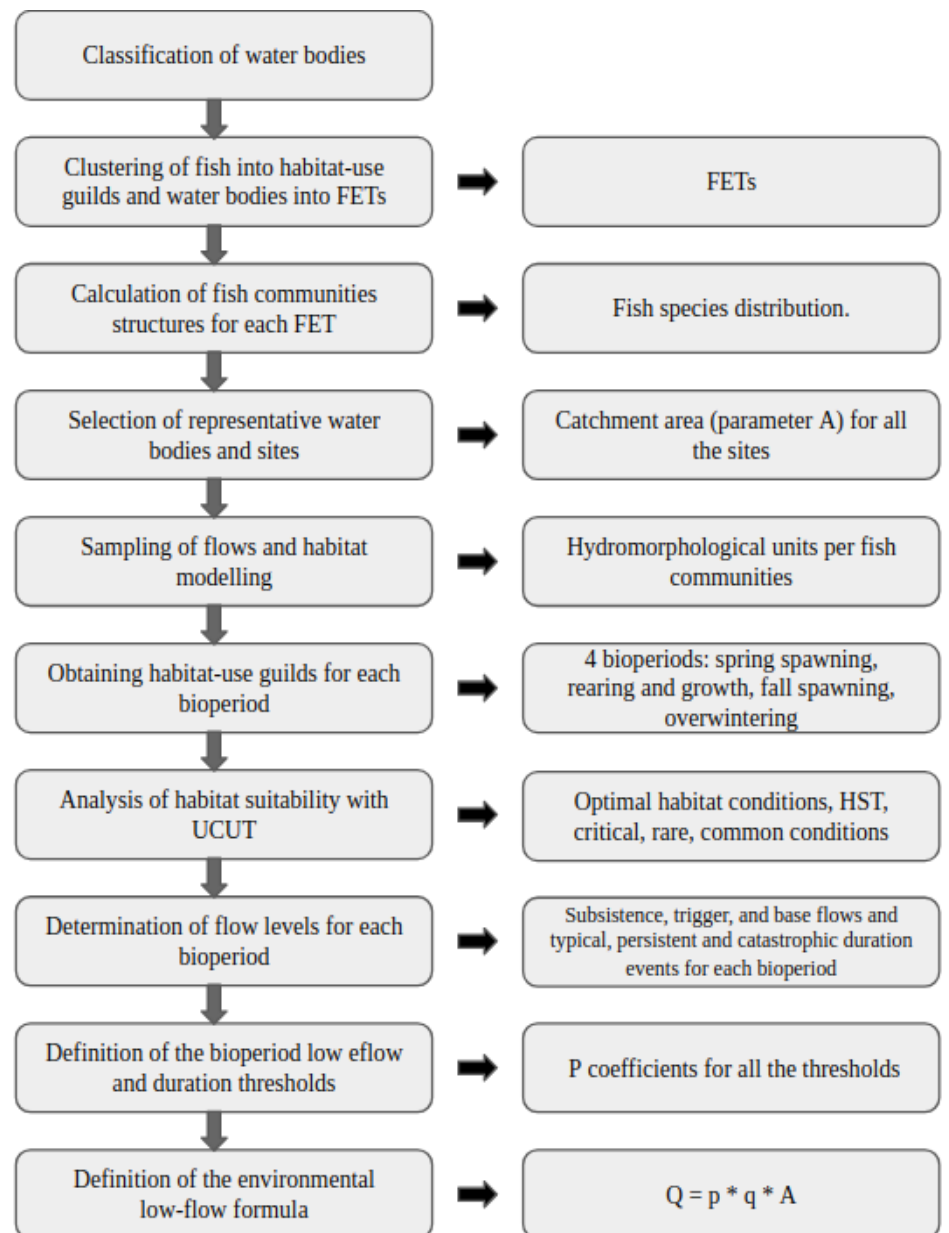 Classification of water bodies
Clustering of fish into habitat-use
guilds and water bodies into FETs
FETs
Calculation of fish communities
structures for each FET
Fish species distribution.
Selection of representative water
bodies and sites
Catchment area (parameter A) for all
the sites
Sampling of flows and habitat
modelling
Hydromorphological units per fish
communities
Obtaining habitat-use guilds for each
bioperiod
4 bioperiods: spring spawning,
rearing and growth, fall spawning,
overwintering
Analysis of habitat suitability with
UCUT
Optimal habitat conditions, HST,
critical, rare, common conditions
Determination of flow levels for each
bioperiod
Subsistence, trigger, and base flows and
typical, persistent and catastrophic duration
events for each bioperiod
Definition of the bioperiod low eflow
and duration thresholds
P coefficients for all the thresholds
Definition of the environmental
low-flow formula
Q = p * q * A